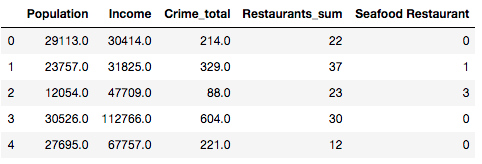 Population Income Crime_total Restaurants_sum Seafood Restaurant
0 29113.0 30414.0 214.0 22 0
1 23757.0 31825.0 329.0 37 1
2 12054.0 47709.0 88.0 23 3
3 30526.0 112766.0 604.0 30 0
4 27695.0 67757.0 221.0 12 0